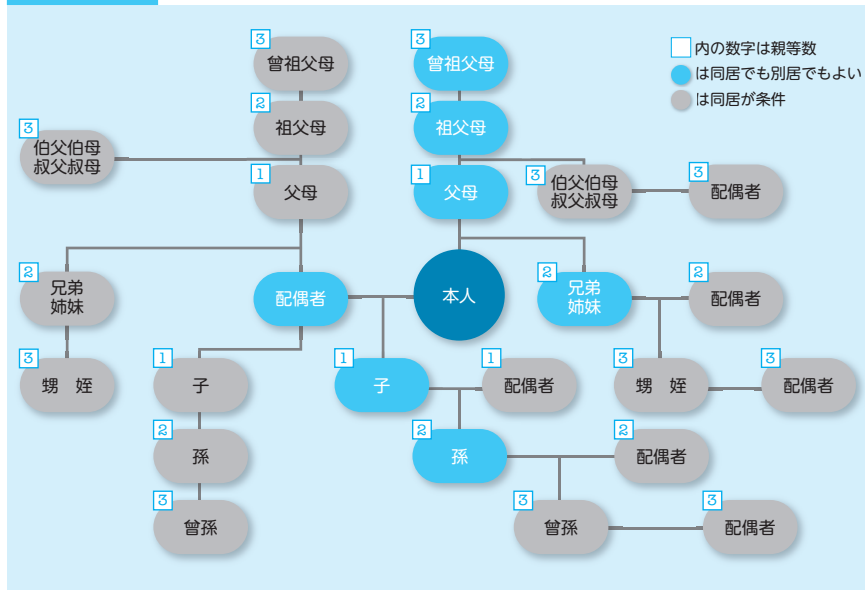 内の数字は親等数
は同居でも別居でもよい
は同居が条件
3
曾祖父母
3
曾祖父母
2
祖父母
2
祖父母
3
伯父伯母
叔父叔母
1
父母
1
父母
3
伯父伯母
叔父叔母
3
配偶者
2
兄弟
姉妹
配偶者
本人
2
兄弟
姉妹
2
配偶者
3
甥 姪
1
子
1
子
1
配偶者
3
甥 姪
3
配偶者
2
孫
2
孫
2
配偶者
3
曾孫
3
曾孫
3
配偶者